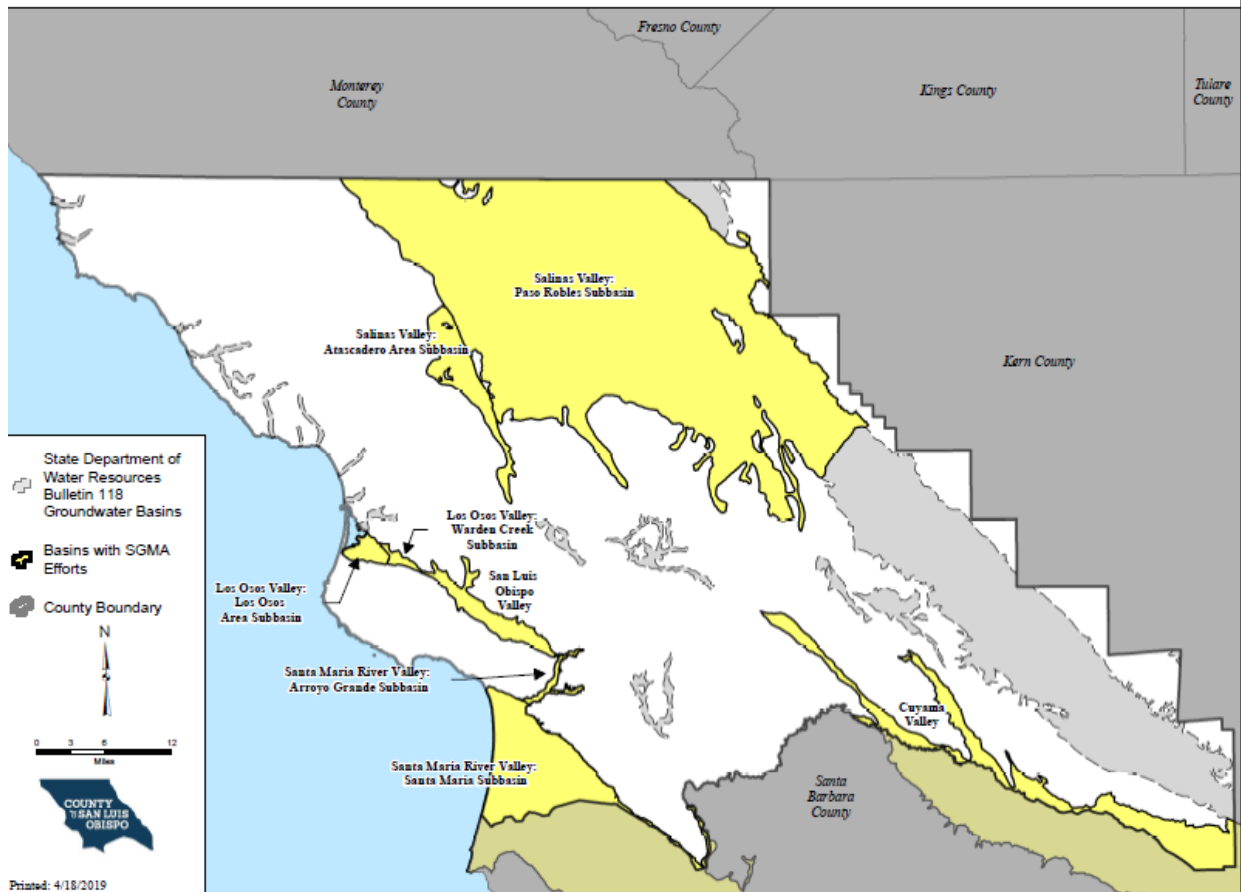 Fresno County
Monterey
County
Kings County
Tulare
County
Salinas Valley:
Paso Robles Subbasin
Salinas Valley:
Atascadero Area Subbasin
Kern County
State Department of
Water Resources
Bulletin 118
Groundwater Basins
Basins with SGMA
Efforts
County Boundary
N
0 3 6 12
Miles
COUNTY
OF SAN LUIS
OBISPO
Printed: 4/18/2019
Los Osos Valley:
Warden Creek
Subbasin
San Luis
Obispo
Valley
Los Osos Valley:
Los Osos
Area Subbasin
Santa Maria River Valley:
Arroyo Grande Subbasin
Cuyama
Valley
Santa Maria River Valley:
Santa Maria Subbasin
Santa
Barbara
County